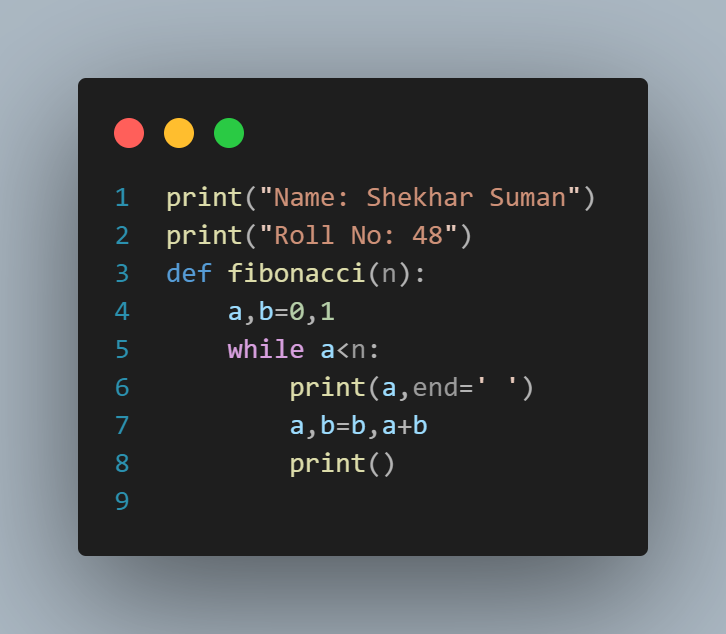 1 print("Name: Shekhar Suman")
2 print("Roll No: 48")
3 def fibonacci(n):
4     a,b=0,1
5     while a<n:
6         print(a,end=' ')
7         a,b=b,a+b
8         print()
9